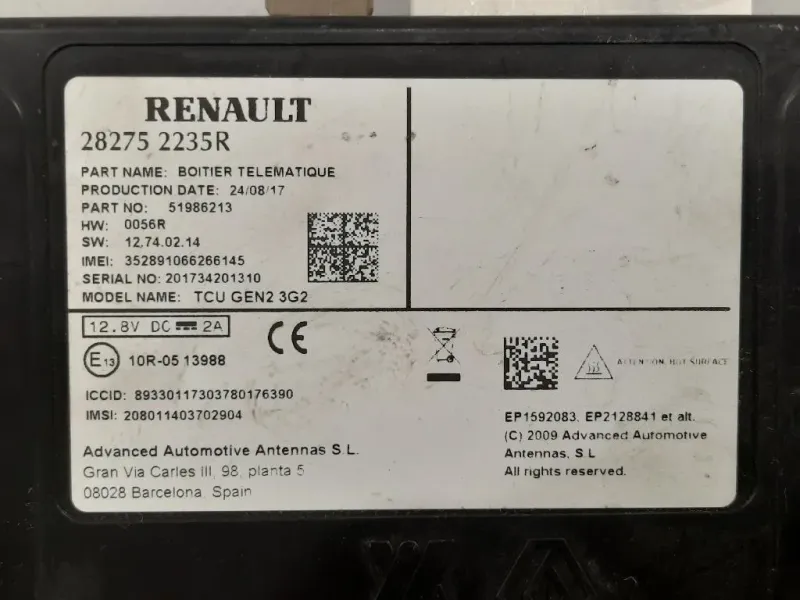 RENAULT
28275 2235R
PART NAME: BOITIER TELEMATIQUE
PRODUCTION DATE: 24/08/17
PART NO: 51986213
HW: 0056R
SW: 12.74.02.14
IMEI: 352891066266145
SERIAL NO: 201734201310
MODEL NAME: TCU GEN2 3G2
12.8V DC 2A
CE
E13 10R-05 13988
ATTENTION, HOT SURFACE
ICCID: 89330117303780176390
IMSI: 208011403702904
EP1592083, EP2128841 et alt.
(C) 2009 Advanced Automotive
Antennas, S.L
All rights reserved.
Advanced Automotive Antennas S.L.
Gran Via Carles III, 98, planta 5
08028 Barcelona, Spain